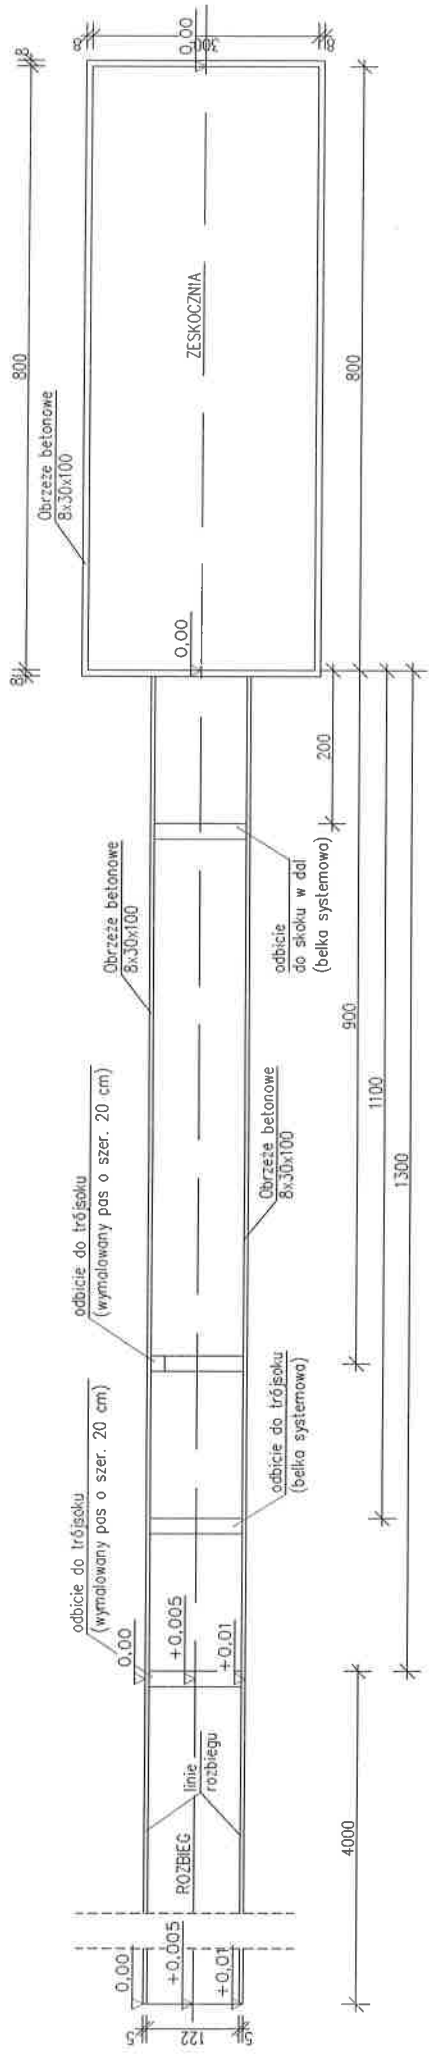 0,00
+0,005
+0,01
5
122
5
ROZBIEG
linie
rozbiegu
4000
odbicie do trójsoku
(wymalowany pas o szer. 20 cm)
0,00
+0,005
+0,01
odbicie do trójsoku
(belka systemowa)
odbicie do trójsoku
(wymalowany pas o szer. 20 cm)
Obrzeże betonowe
8x30x100
Obrzeże betonowe
8x30x100
odbicie
do skoku w dal
(belka systemowa)
200
900
1100
1300
0,00
8
800
8
Obrzeże betonowe
8x30x100
ZESKOCZNIA
800
8
300
8
0,00